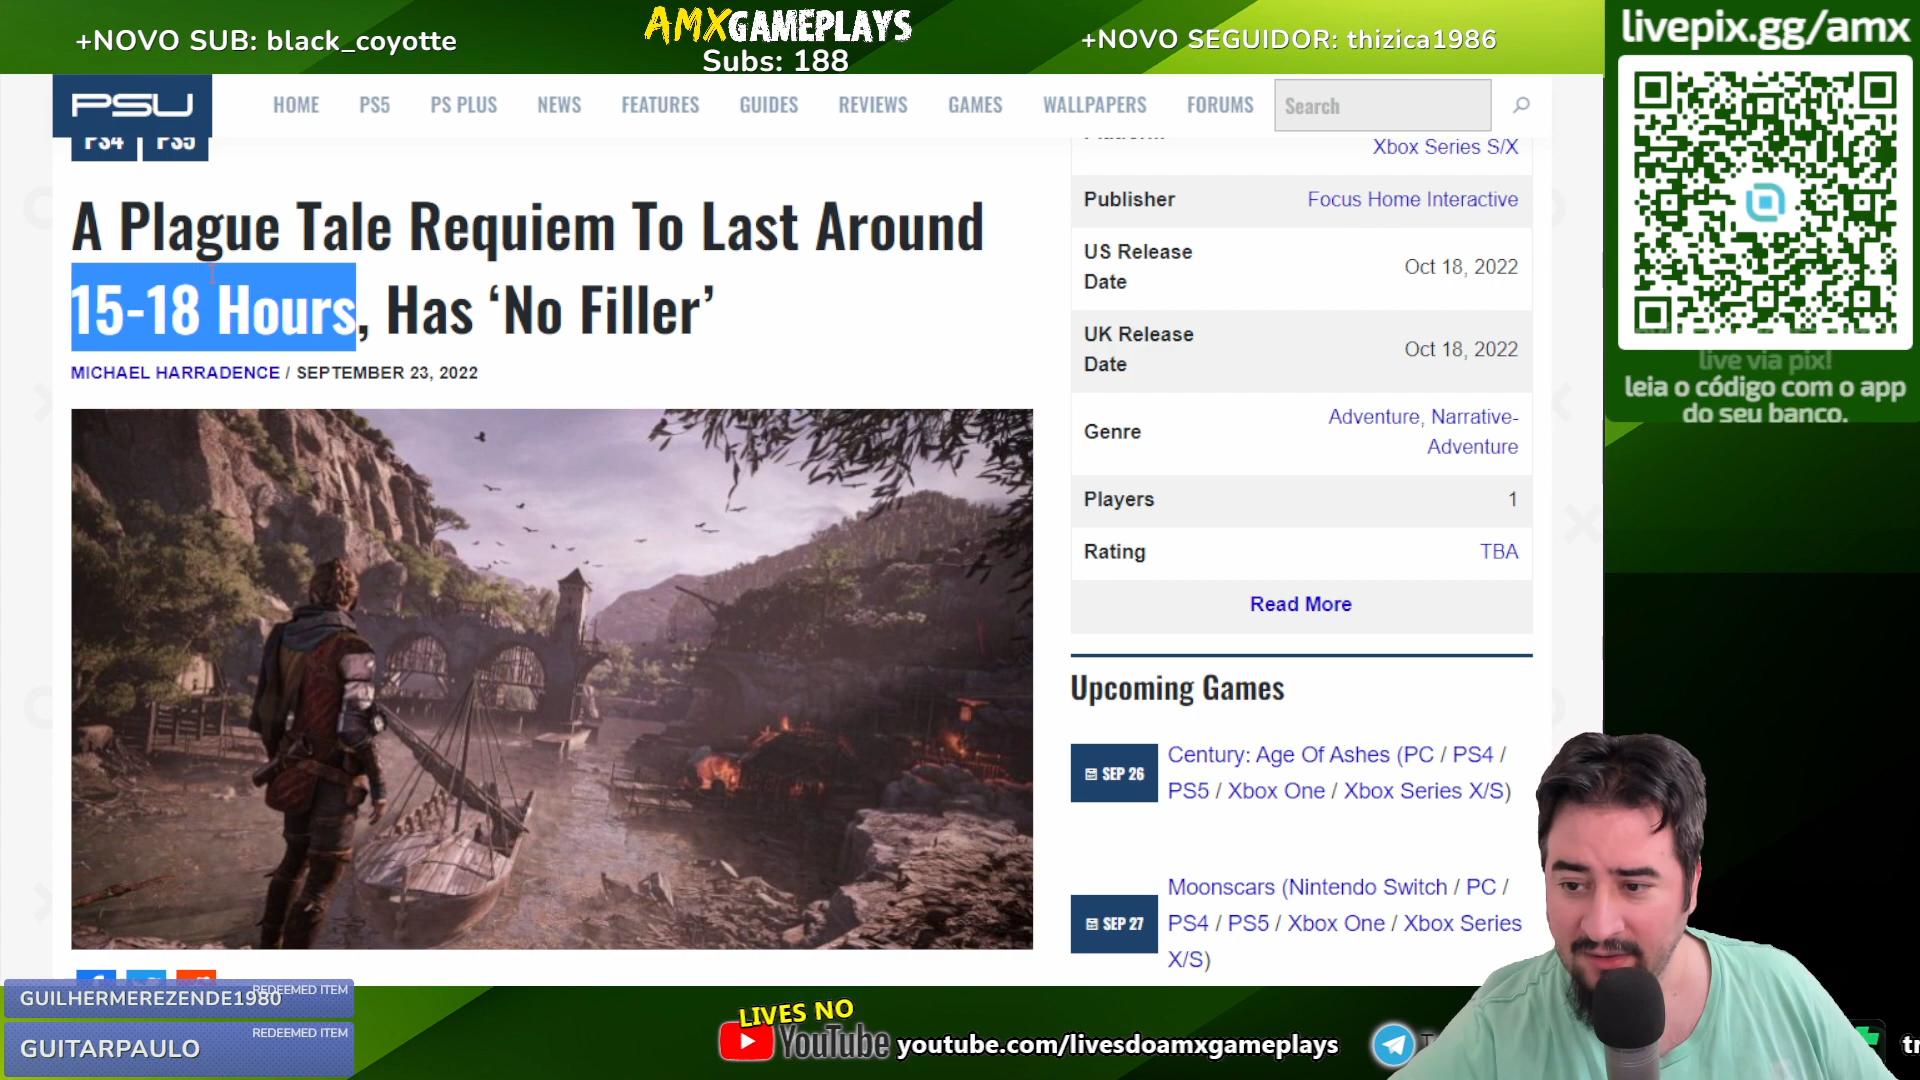 +NOVO SUB: black_coyotte
AMXGAMEPLAYS
Subs: 188
+NOVO SEGUIDOR: thizica1986
livepix.gg/amx
PSU
HOME PS5 PS PLUS NEWS FEATURES GUIDES REVIEWS GAMES WALLPAPERS FORUMS
Search
PS4 PS5
A Plague Tale Requiem To Last Around
15-18 Hours, Has ‘No Filler’
MICHAEL HARRADENCE / SEPTEMBER 23, 2022
Xbox Series S/X
Publisher Focus Home Interactive
US Release
Date
Oct 18, 2022
UK Release
Date
Oct 18, 2022
Genre
Adventure, Narrative-
Adventure
Players 1
Rating TBA
Read More
Upcoming Games
SEP 26
Century: Age Of Ashes (PC / PS4 /
PS5 / Xbox One / Xbox Series X/S)
SEP 27
Moonscars (Nintendo Switch / PC /
PS4 / PS5 / Xbox One / Xbox Series
X/S)
live via pix!
leia o código com o app
do seu banco.
REDEEMED ITEM
GUILHERMEREZENDE1980
REDEEMED ITEM
GUITARPAULO
LIVES NO
YouTube
youtube.com/livesdoamxgameplays